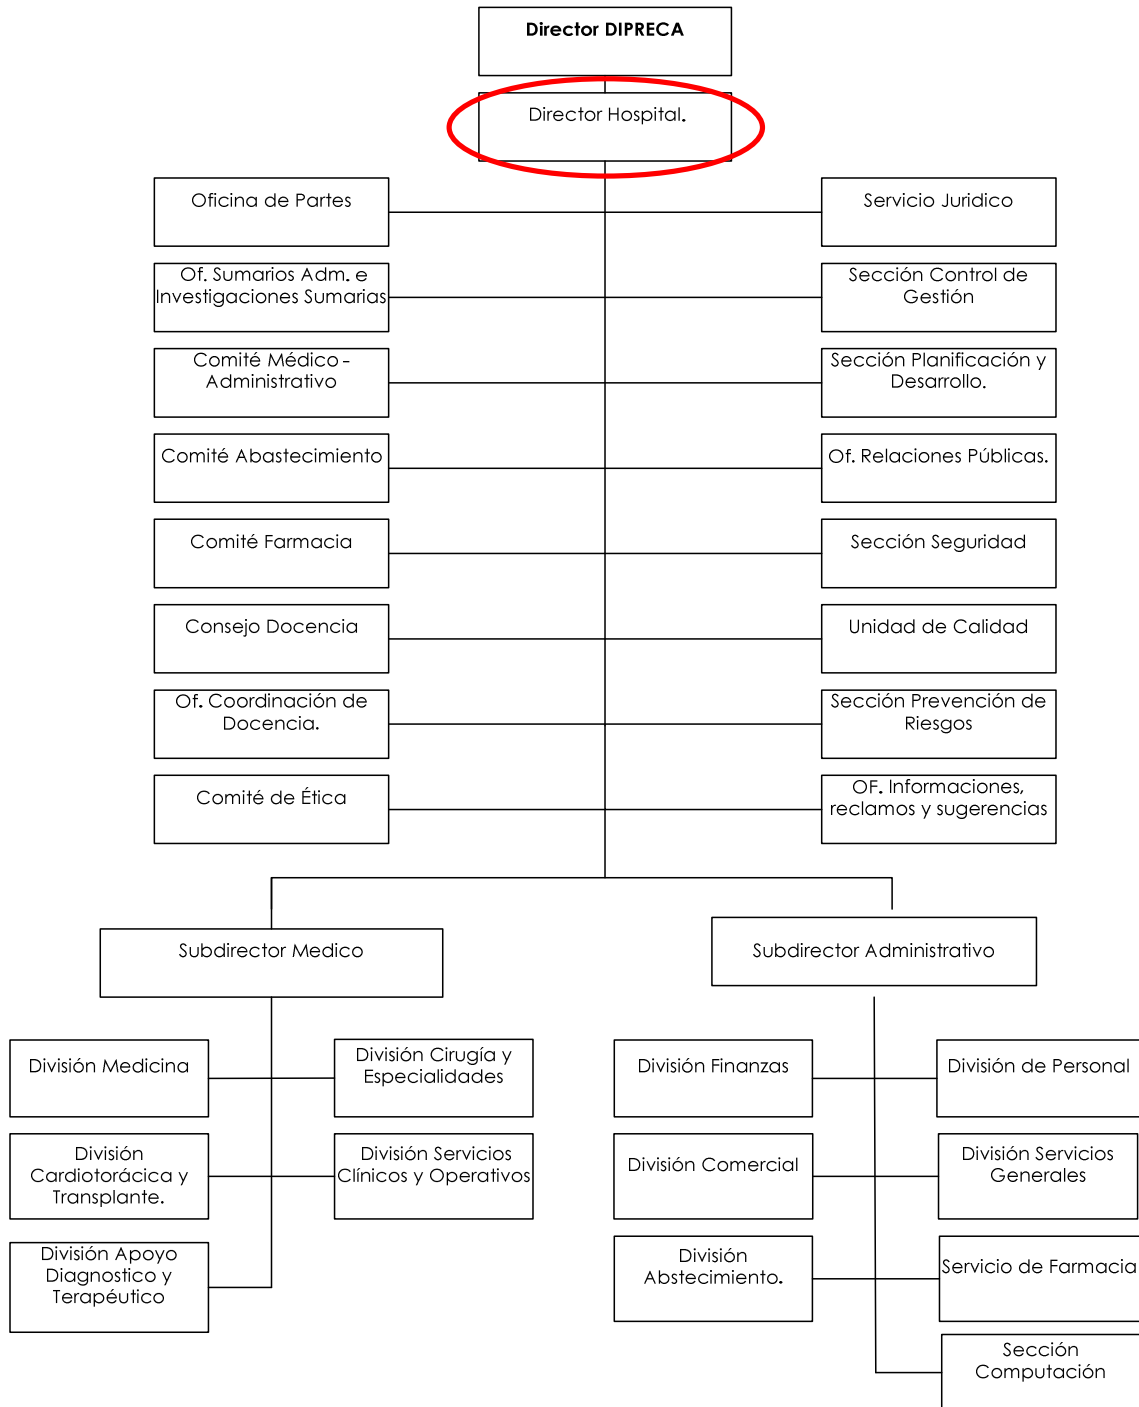 Director DIPRECA
Director Hospital.
Oficina de Partes
Servicio Juridico
Of. Sumarios Adm. e
Investigaciones Sumarias
Sección Control de
Gestión
Comité Médico -
Administrativo
Sección Planificación y
Desarrollo.
Comité Abastecimiento
Of. Relaciones Públicas.
Comité Farmacia
Sección Seguridad
Consejo Docencia
Unidad de Calidad
Of. Coordinación de
Docencia.
Sección Prevención de
Riesgos
Comité de Ética
OF. Informaciones,
reclamos y sugerencias
Subdirector Medico
Subdirector Administrativo
División Medicina
División Cirugía y
Especialidades
División Finanzas
División de Personal
División
Cardiotorácica y
Transplante.
División Servicios
Clínicos y Operativos
División Comercial
División Servicios
Generales
División Apoyo
Diagnostico y
Terapéutico
División
Abstecimiento.
Servicio de Farmacia
Sección
Computación